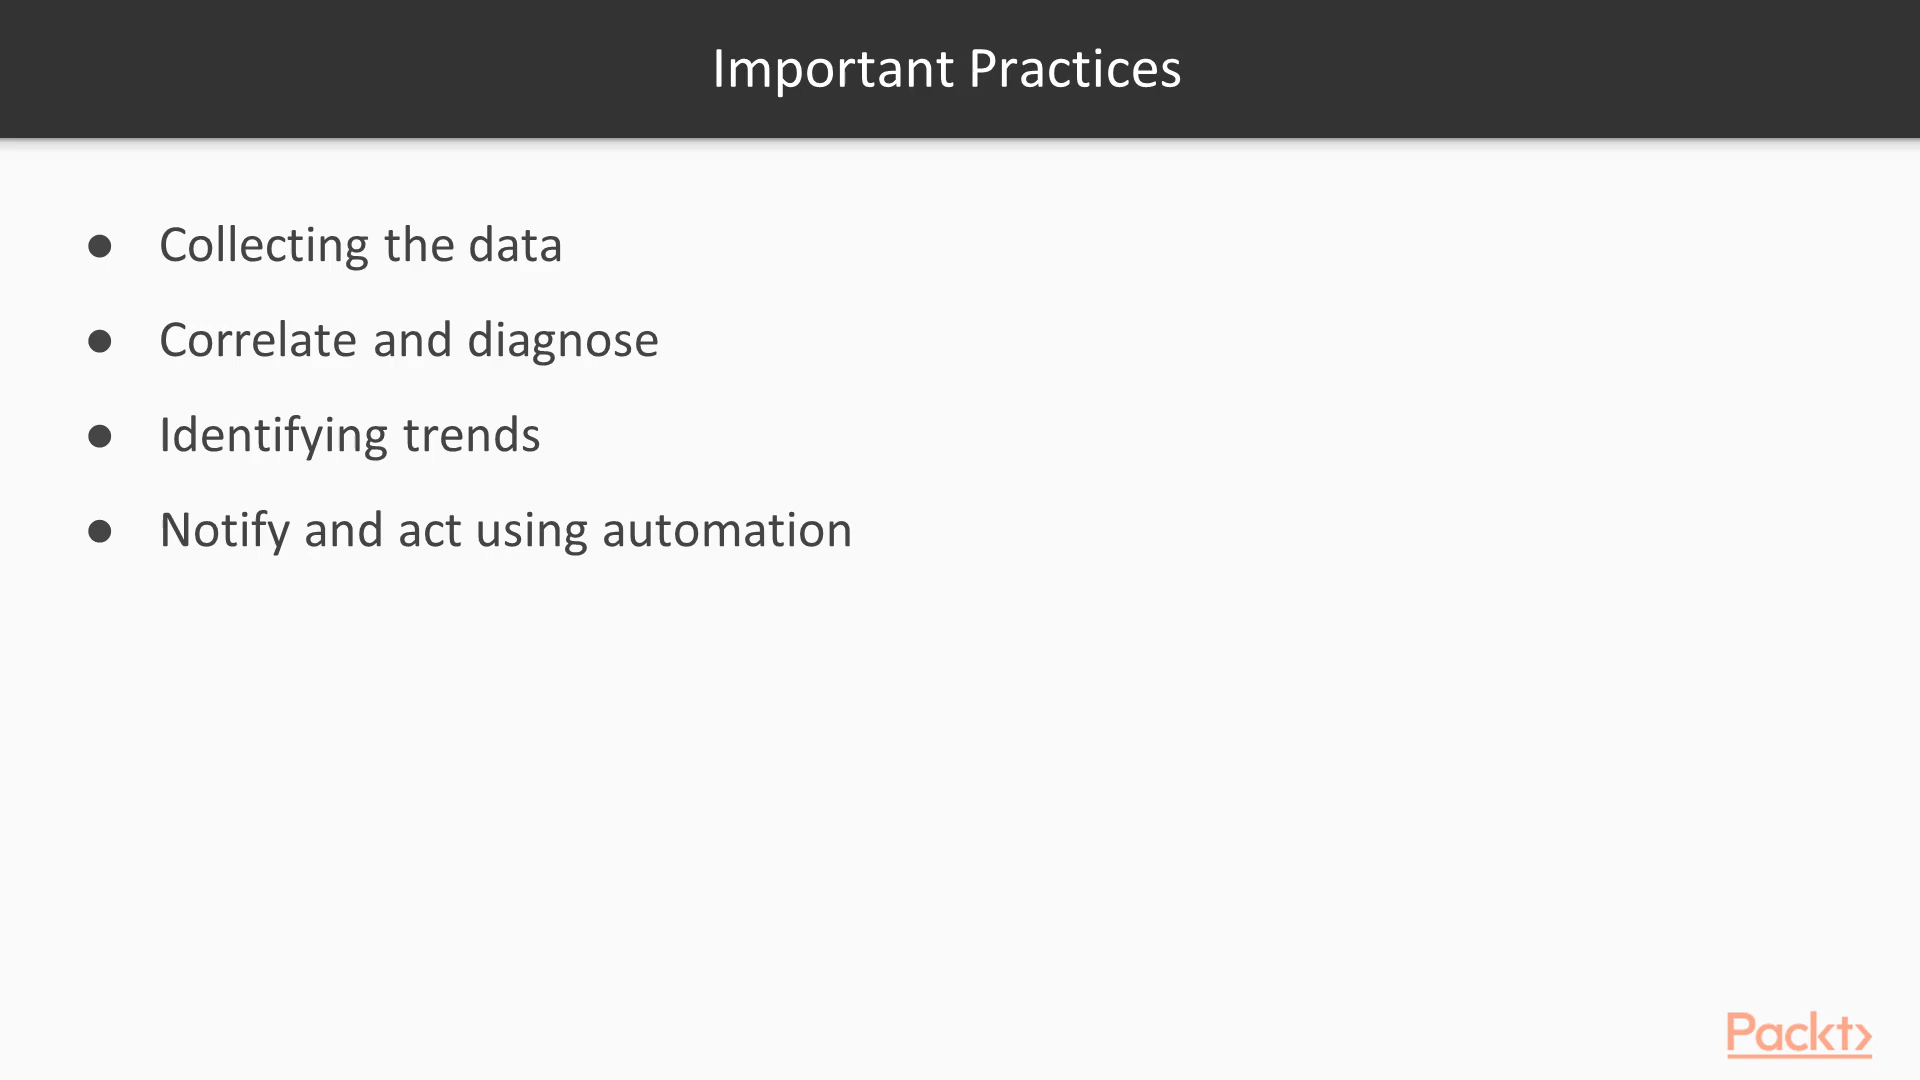 Important Practices
● Collecting the data
● Correlate and diagnose
● Identifying trends
● Notify and act using automation
Packt>